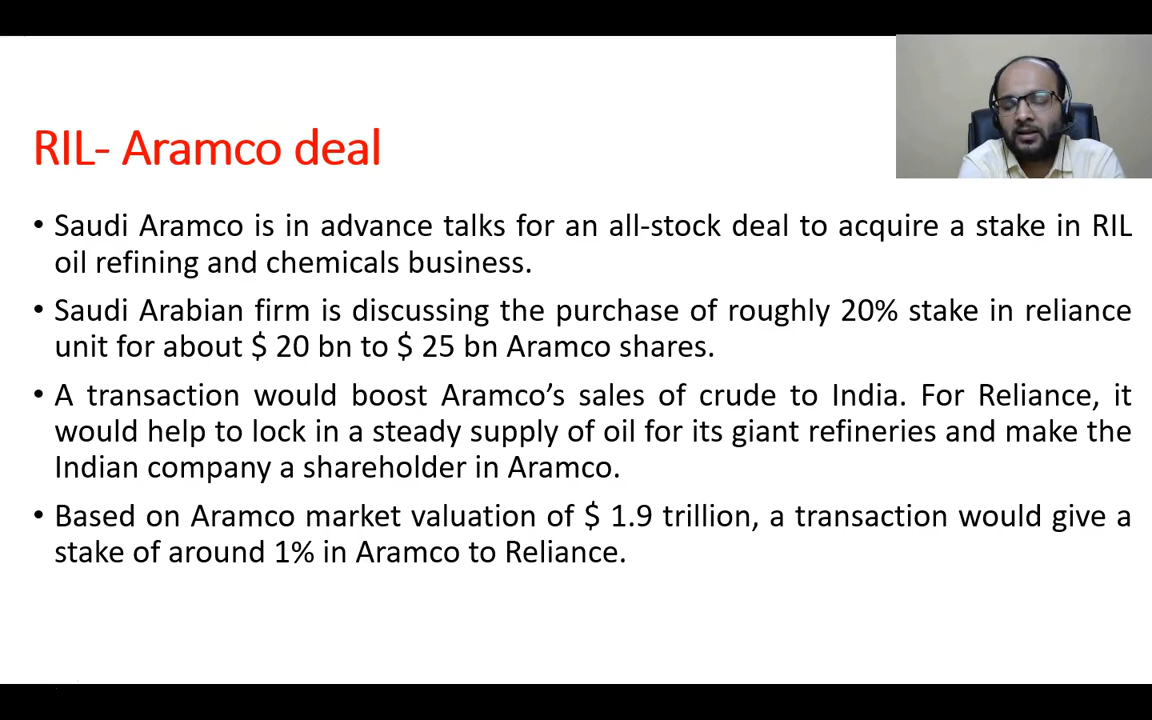 RIL- Aramco deal
• Saudi Aramco is in advance talks for an all-stock deal to acquire a stake in RIL
oil refining and chemicals business.
• Saudi Arabian firm is discussing the purchase of roughly 20% stake in reliance
unit for about $ 20 bn to $ 25 bn Aramco shares.
• A transaction would boost Aramco’s sales of crude to India. For Reliance, it
would help to lock in a steady supply of oil for its giant refineries and make the
Indian company a shareholder in Aramco.
• Based on Aramco market valuation of $ 1.9 trillion, a transaction would give a
stake of around 1% in Aramco to Reliance.